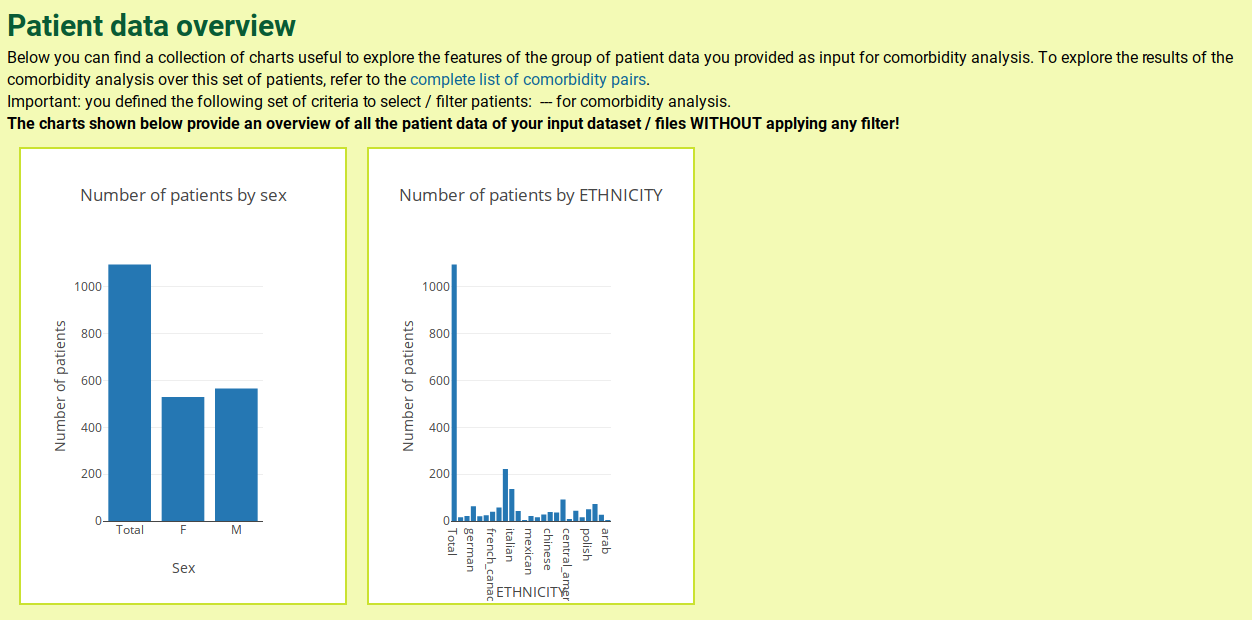 Patient data overview
Below you can find a collection of charts useful to explore the features of the group of patient data you provided as input for comorbidity analysis. To explore the results of the
comorbidity analysis over this set of patients, refer to the complete list of comorbidity pairs.
Important: you defined the following set of criteria to select / filter patients:  --- for comorbidity analysis.
The charts shown below provide an overview of all the patient data of your input dataset / files WITHOUT applying any filter!
Number of patients by sex
Number of patients
1000
800
600
400
200
0
Total
F
M
Sex
Number of patients by ETHNICITY
Number of patients
1000
800
600
400
200
0
Total
german
french_canac
italian
mexican
chinese
central_amer
polish
arab
ETHNICITY